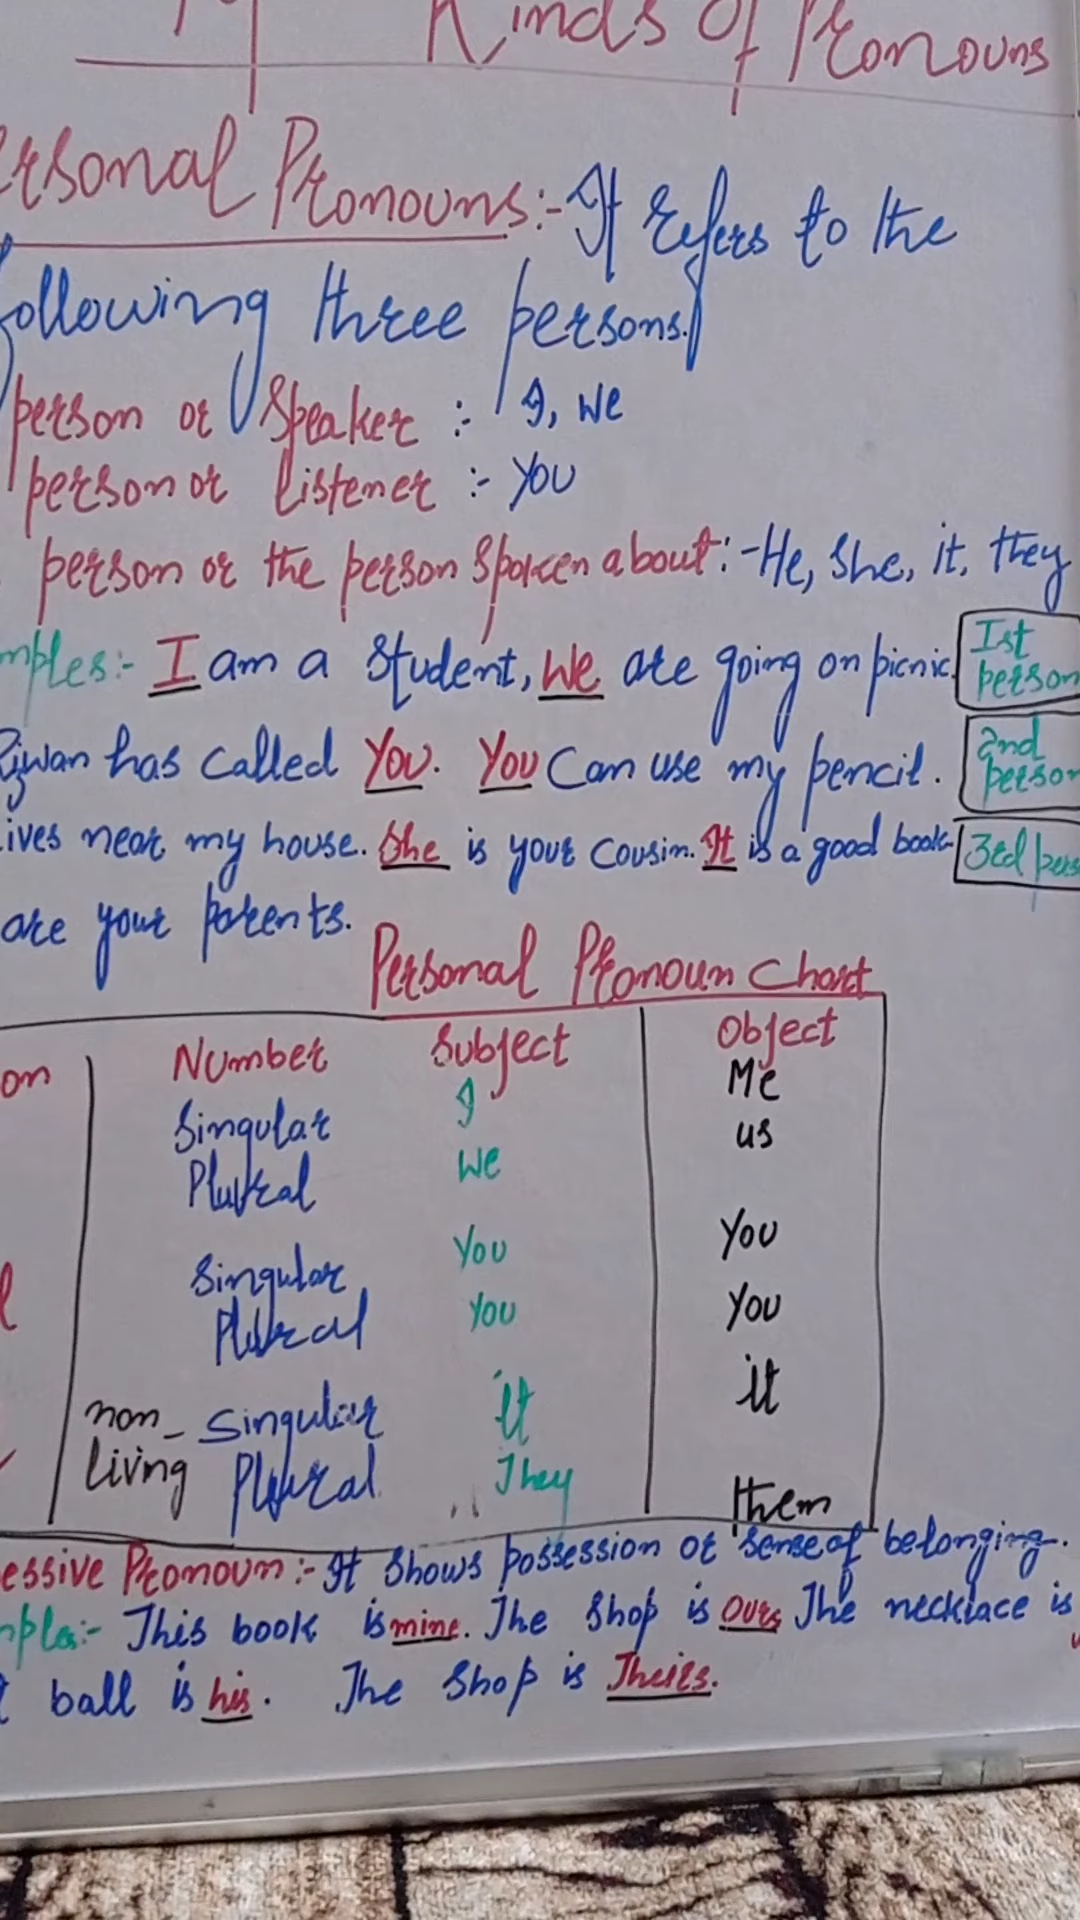 Kinds of Pronouns
ersonal Pronouns:- It refers to the
following three persons.
person or Speaker :- I, We
person or listener :- You
person or the person Spoken about:- He, She, it, they
mples:- I am a Student, We are going on picnic. Ist person
Rizwan has called You. You Can use my pencil. 2nd person
ives near my house. She is your Cousin. It is a good book. 3rd pers
are your parents.
Personal Pronoun Chart
on Number Subject Object
Singular I Me
Plural We us
Singular You You
Plural You You
non-living Singular it it
Plural They them
essive Pronoun:- It Shows possession or Sense of belonging.
mples:- This book is mine. The Shop is ours The necklace is
ball is his. The Shop is Theirs.